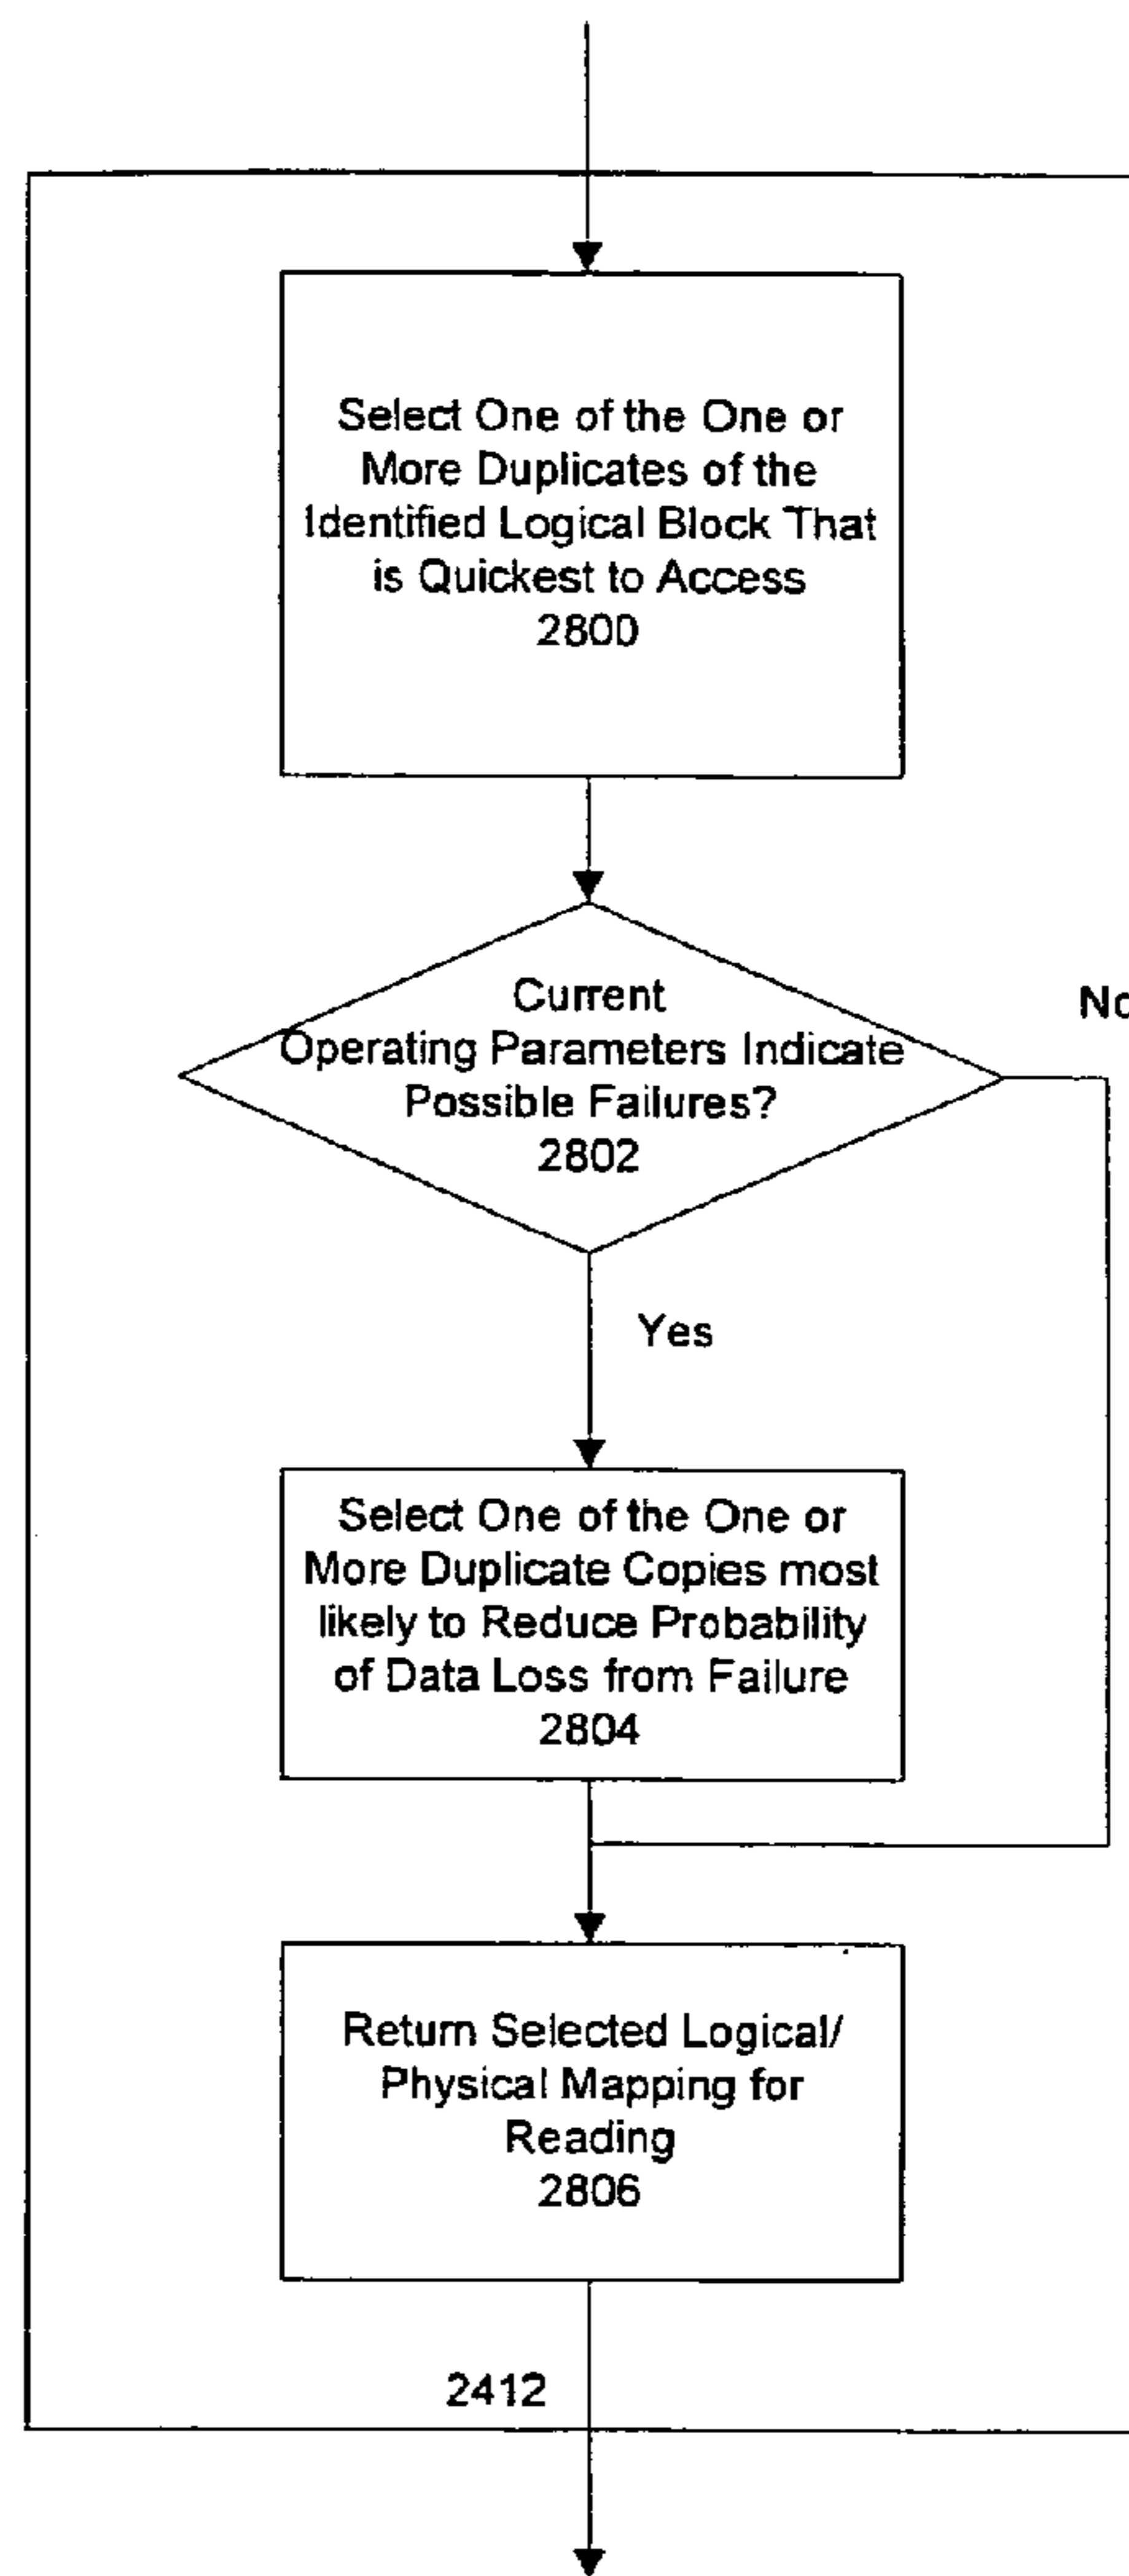 Select One of the One or
More Duplicates of the
Identified Logical Block That
is Quickest to Access
2800
Current
Operating Parameters Indicate
Possible Failures?
2802
No
Yes
Select One of the One or
More Duplicate Copies most
likely to Reduce Probability
of Data Loss from Failure
2804
Return Selected Logical/
Physical Mapping for
Reading
2806
2412